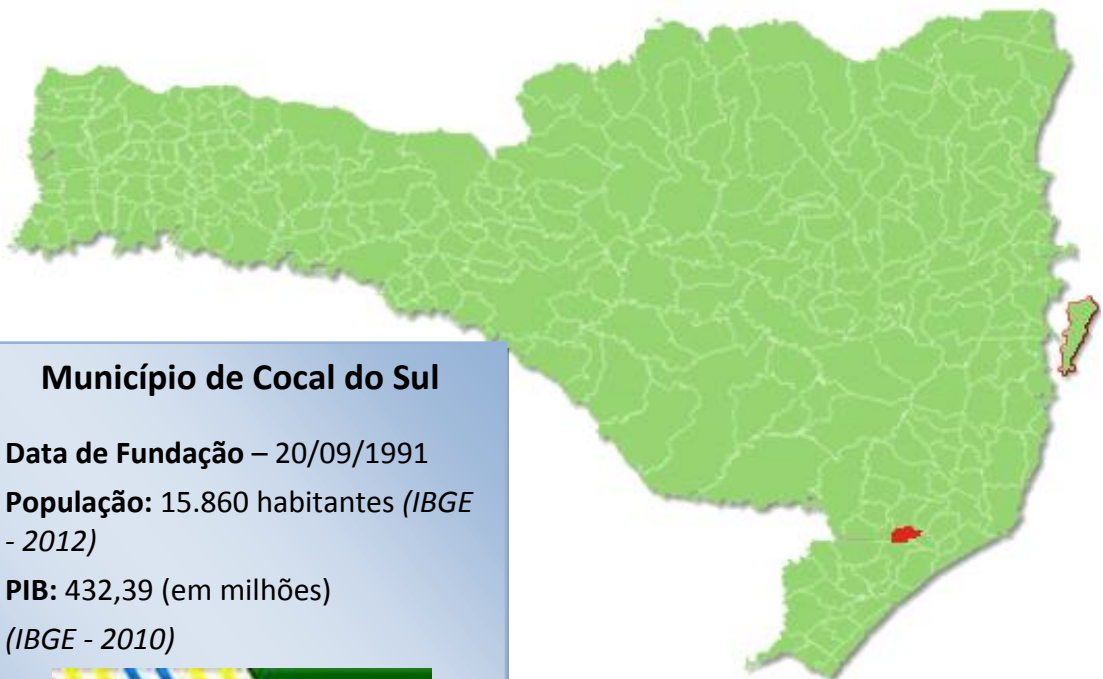 Município de Cocal do Sul
Data de Fundação – 20/09/1991
População: 15.860 habitantes (IBGE
- 2012)
PIB: 432,39 (em milhões)
(IBGE - 2010)